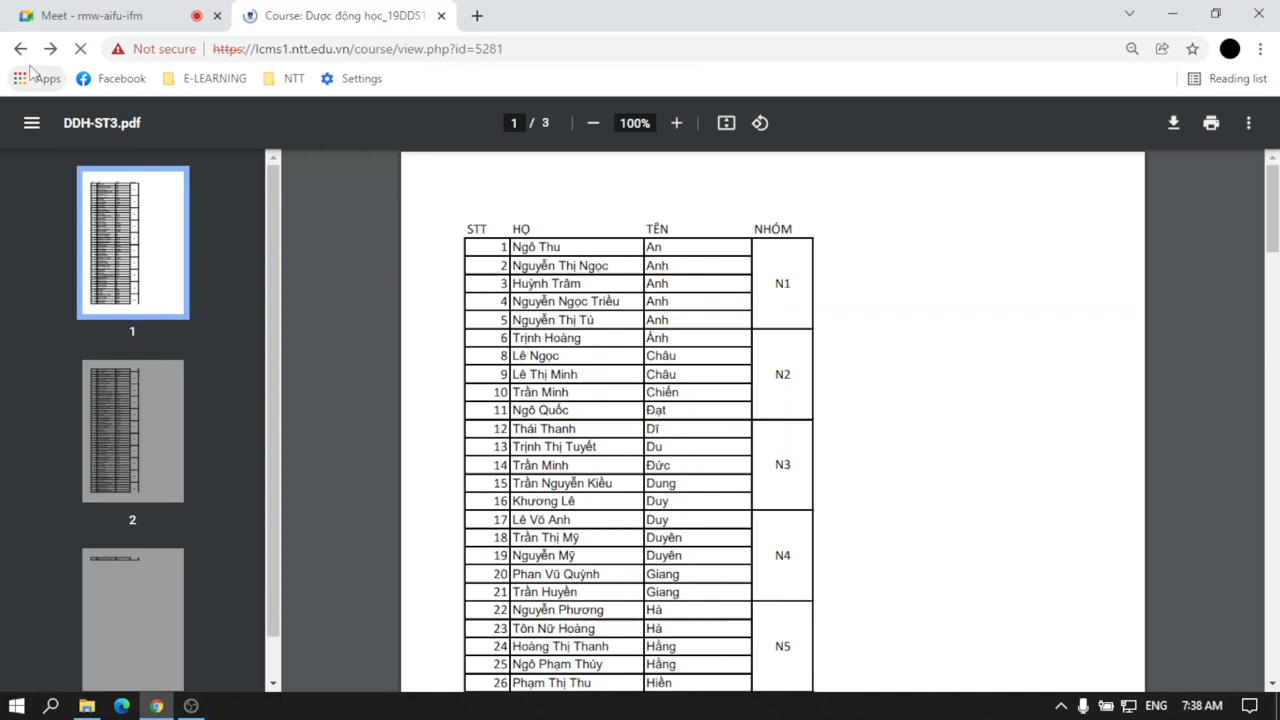 Meet - rmw-aifu-ifm
Course: Dược động học_19DDS1
Not secure https://lcms1.ntt.edu.vn/course/view.php?id=5281
Apps Facebook E-LEARNING NTT Settings Reading list
DDH-ST3.pdf 1 / 3 100%
1
2
STT HỌ TÊN NHÓM
1 Ngô Thu An
2 Nguyễn Thị Ngọc Anh
3 Huỳnh Trâm Anh N1
4 Nguyễn Ngọc Triều Anh
5 Nguyễn Thị Tú Anh
6 Trịnh Hoàng Ánh
8 Lê Ngọc Châu
9 Lê Thị Minh Châu N2
10 Trần Minh Chiến
11 Ngô Quốc Đạt
12 Thái Thanh Dĩ
13 Trịnh Thị Tuyết Du
14 Trần Minh Đức N3
15 Trần Nguyễn Kiều Dung
16 Khương Lê Duy
17 Lê Võ Anh Duy
18 Trần Thị Mỹ Duyên
19 Nguyễn Mỹ Duyên N4
20 Phan Vũ Quỳnh Giang
21 Trần Huyền Giang
22 Nguyễn Phương Hà
23 Tôn Nữ Hoàng Hà
24 Hoàng Thị Thanh Hằng N5
25 Ngô Phạm Thúy Hằng
26 Phạm Thị Thu Hiền
ENG 7:38 AM